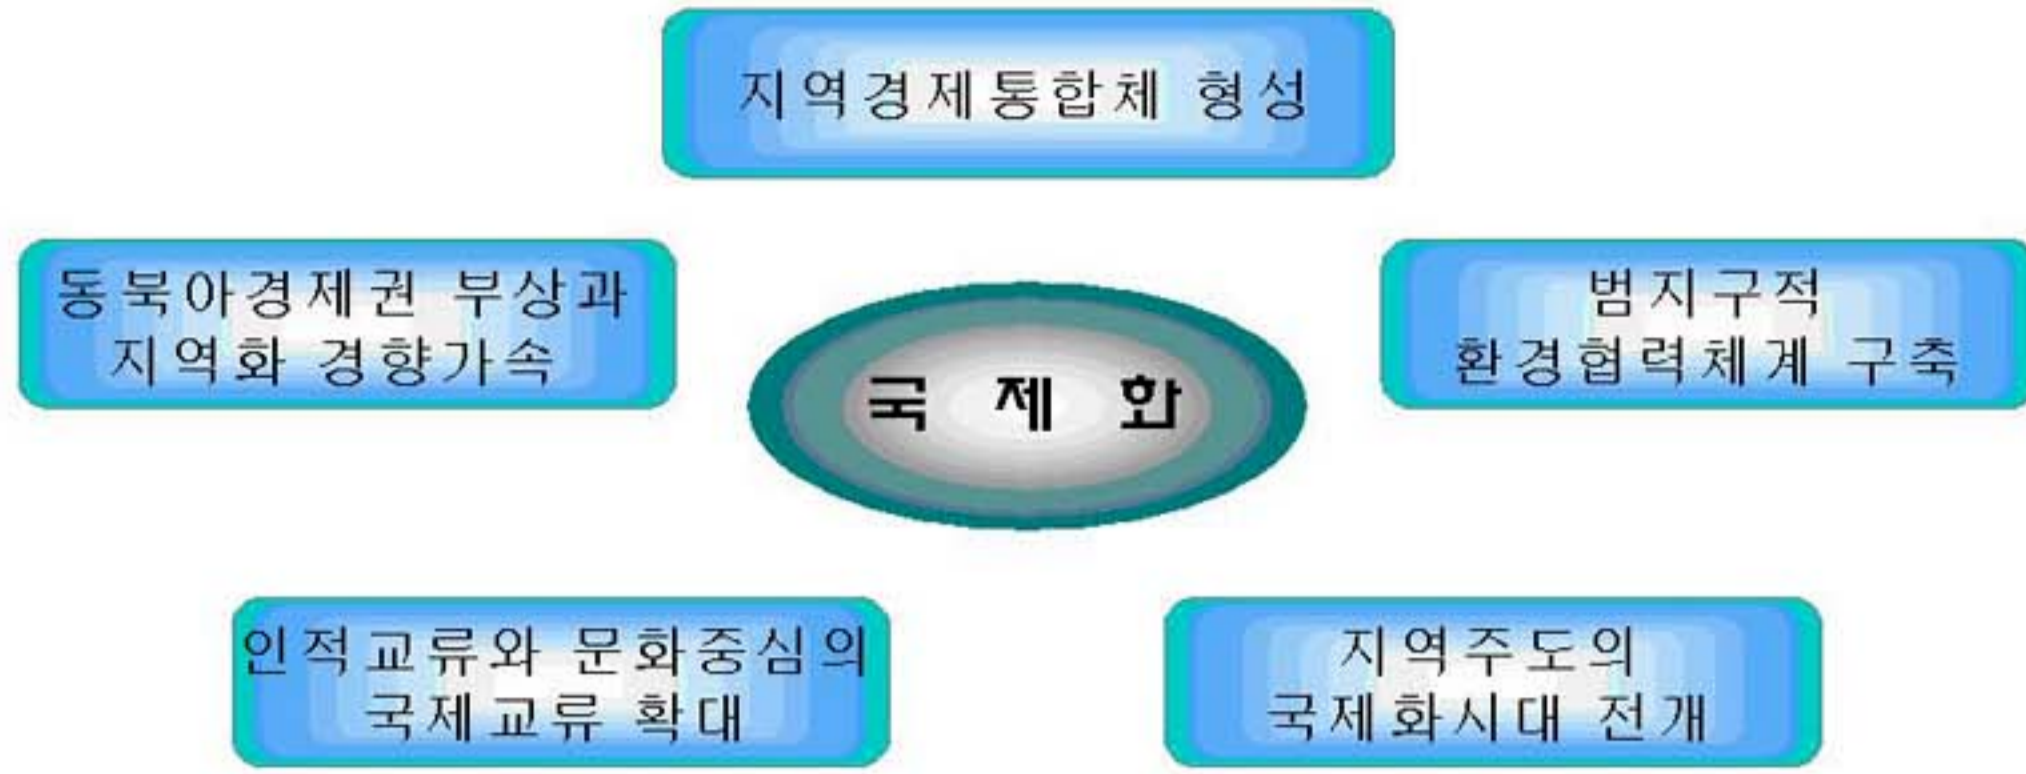 지역경제통합체 형성
동북아경제권 부상과
지역화 경향가속
범지구적
환경협력체계 구축
국 제 화
인적교류와 문화중심의
국제교류 확대
지역주도의
국제화시대 전개